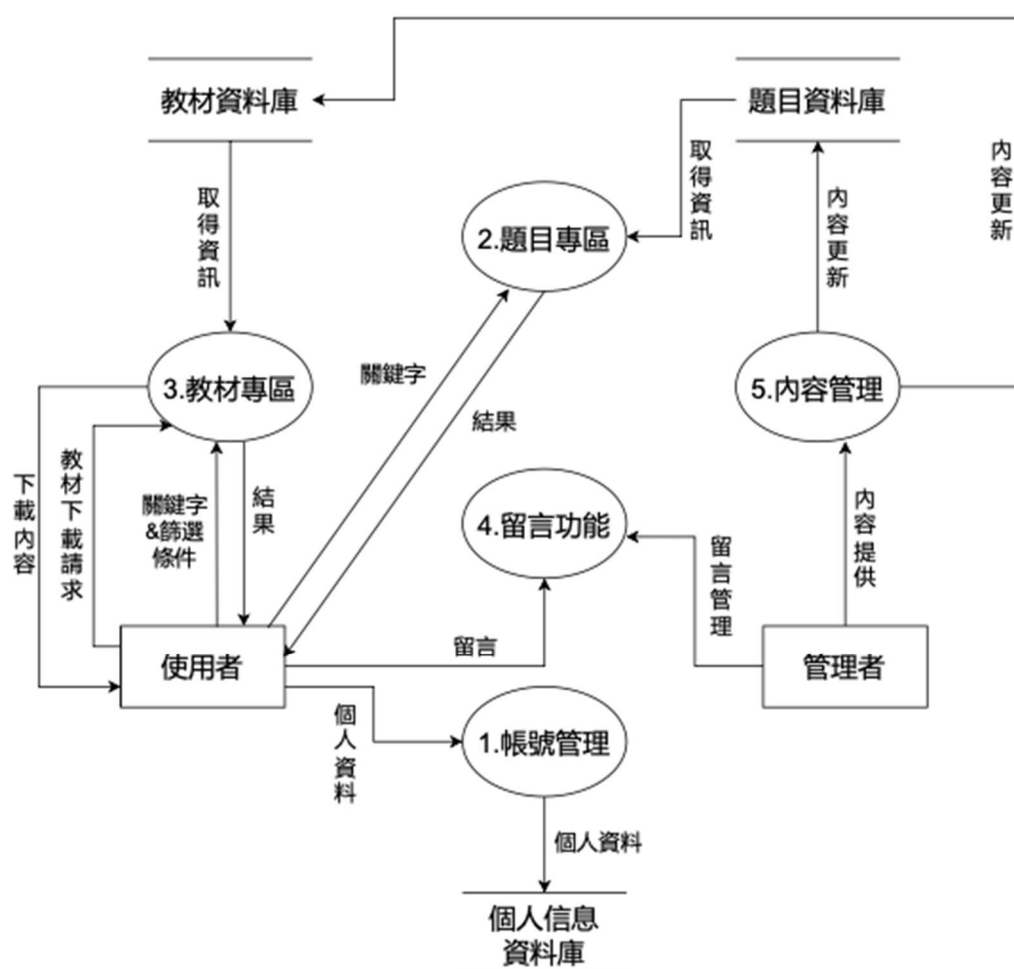 教材資料庫
題目資料庫
取得資訊
取得資訊
內容更新
內容更新
2.題目專區
3.教材專區
關鍵字
5.內容管理
結果
下載內容
教材下載請求
關鍵字
&篩選
條件
結果
4.留言功能
留言管理
內容提供
使用者
留言
管理者
個人資料
1.帳號管理
個人資料
個人信息
資料庫